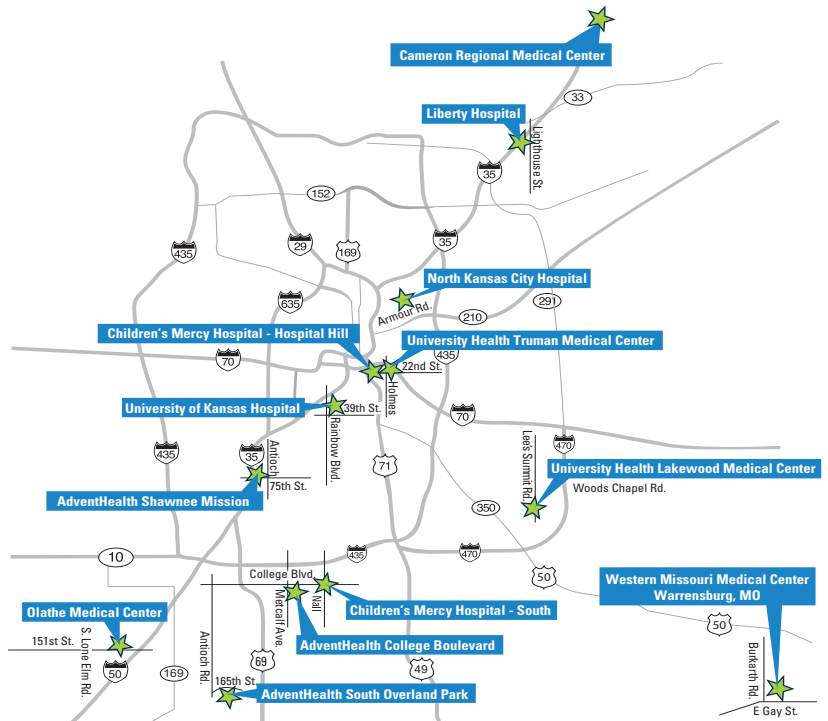 Cameron Regional Medical Center
33
Liberty Hospital
Lighthouse St.
35
152
435
29
169
35
North Kansas City Hospital
635
Armour Rd.
210
291
Children's Mercy Hospital - Hospital Hill
University Health Truman Medical Center
435
70
22nd St.
Holmes
University of Kansas Hospital
39th St.
Rainbow Blvd.
70
435
35
Antioch
71
Lee's Summit Rd.
470
University Health Lakewood Medical Center
75th St.
Woods Chapel Rd.
AdventHealth Shawnee Mission
350
10
435
470
50
College Blvd.
Metcalf Ave.
Nall
Children's Mercy Hospital - South
Western Missouri Medical Center
Warrensburg, MO
Olathe Medical Center
151st St.
S. Lone Elm Rd.
50
169
Antioch Rd.
AdventHealth College Boulevard
69
49
50
Burkarth Rd.
165th St.
AdventHealth South Overland Park
E Gay St.